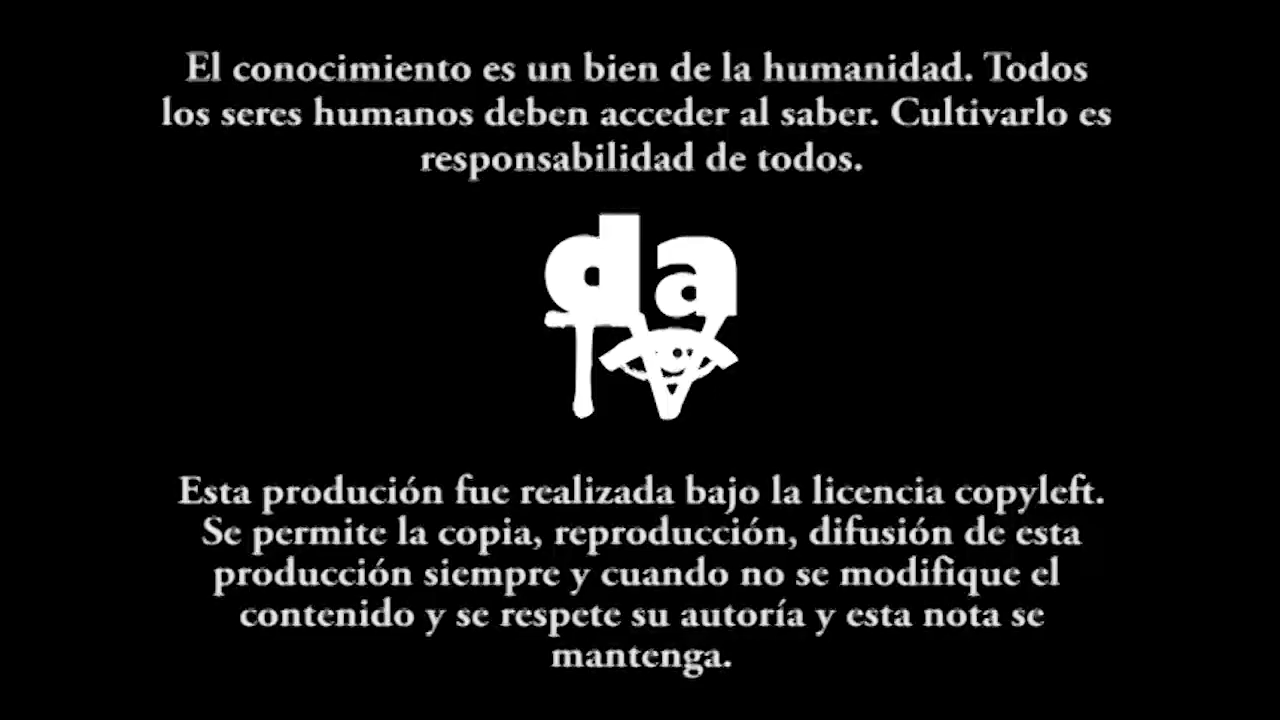 El conocimiento es un bien de la humanidad. Todos
los seres humanos deben acceder al saber. Cultivarlo es
responsabilidad de todos.
da
TV
Esta produción fue realizada bajo la licencia copyleft.
Se permite la copia, reproducción, difusión de esta
producción siempre y cuando no se modifique el
contenido y se respete su autoría y esta nota se
mantenga.